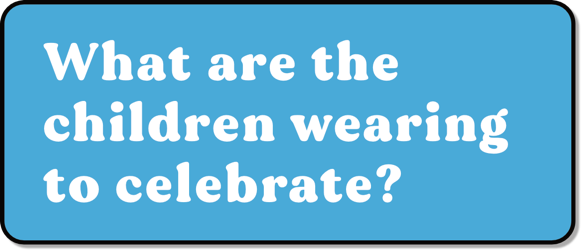 What are the
children wearing
to celebrate?